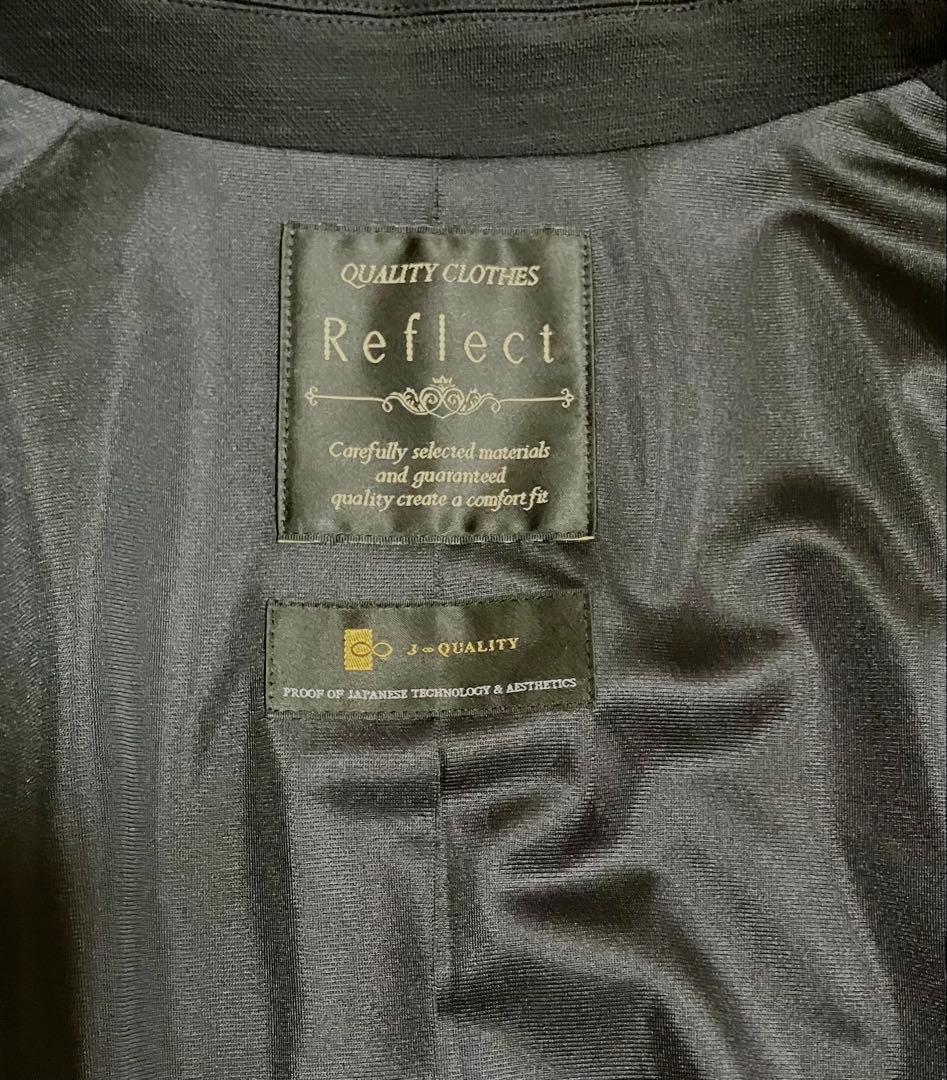 QUALITY CLOTHES
Reflect
Carefully selected materials
and guaranteed
quality create a comfort fit
J∞QUALITY
PROOF OF JAPANESE TECHNOLOGY & AESTHETICS